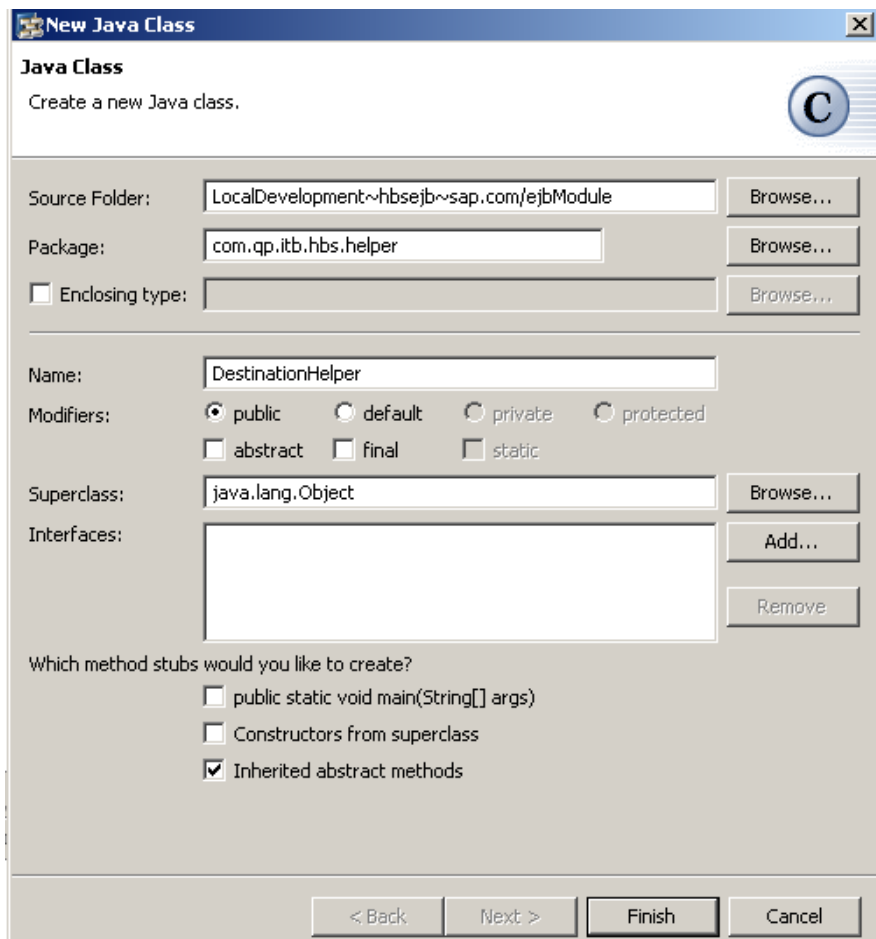 New Java Class
Java Class
Create a new Java class.
C
Source Folder: LocalDevelopment~hbsejb~sap.com/ejbModule Browse...
Package: com.qp.itb.hbs.helper Browse...
Enclosing type: Browse...
Name: DestinationHelper
Modifiers: public default private protected
abstract final static
Superclass: java.lang.Object Browse...
Interfaces: Add...
Remove
Which method stubs would you like to create?
public static void main(String[] args)
Constructors from superclass
Inherited abstract methods
< Back Next > Finish Cancel